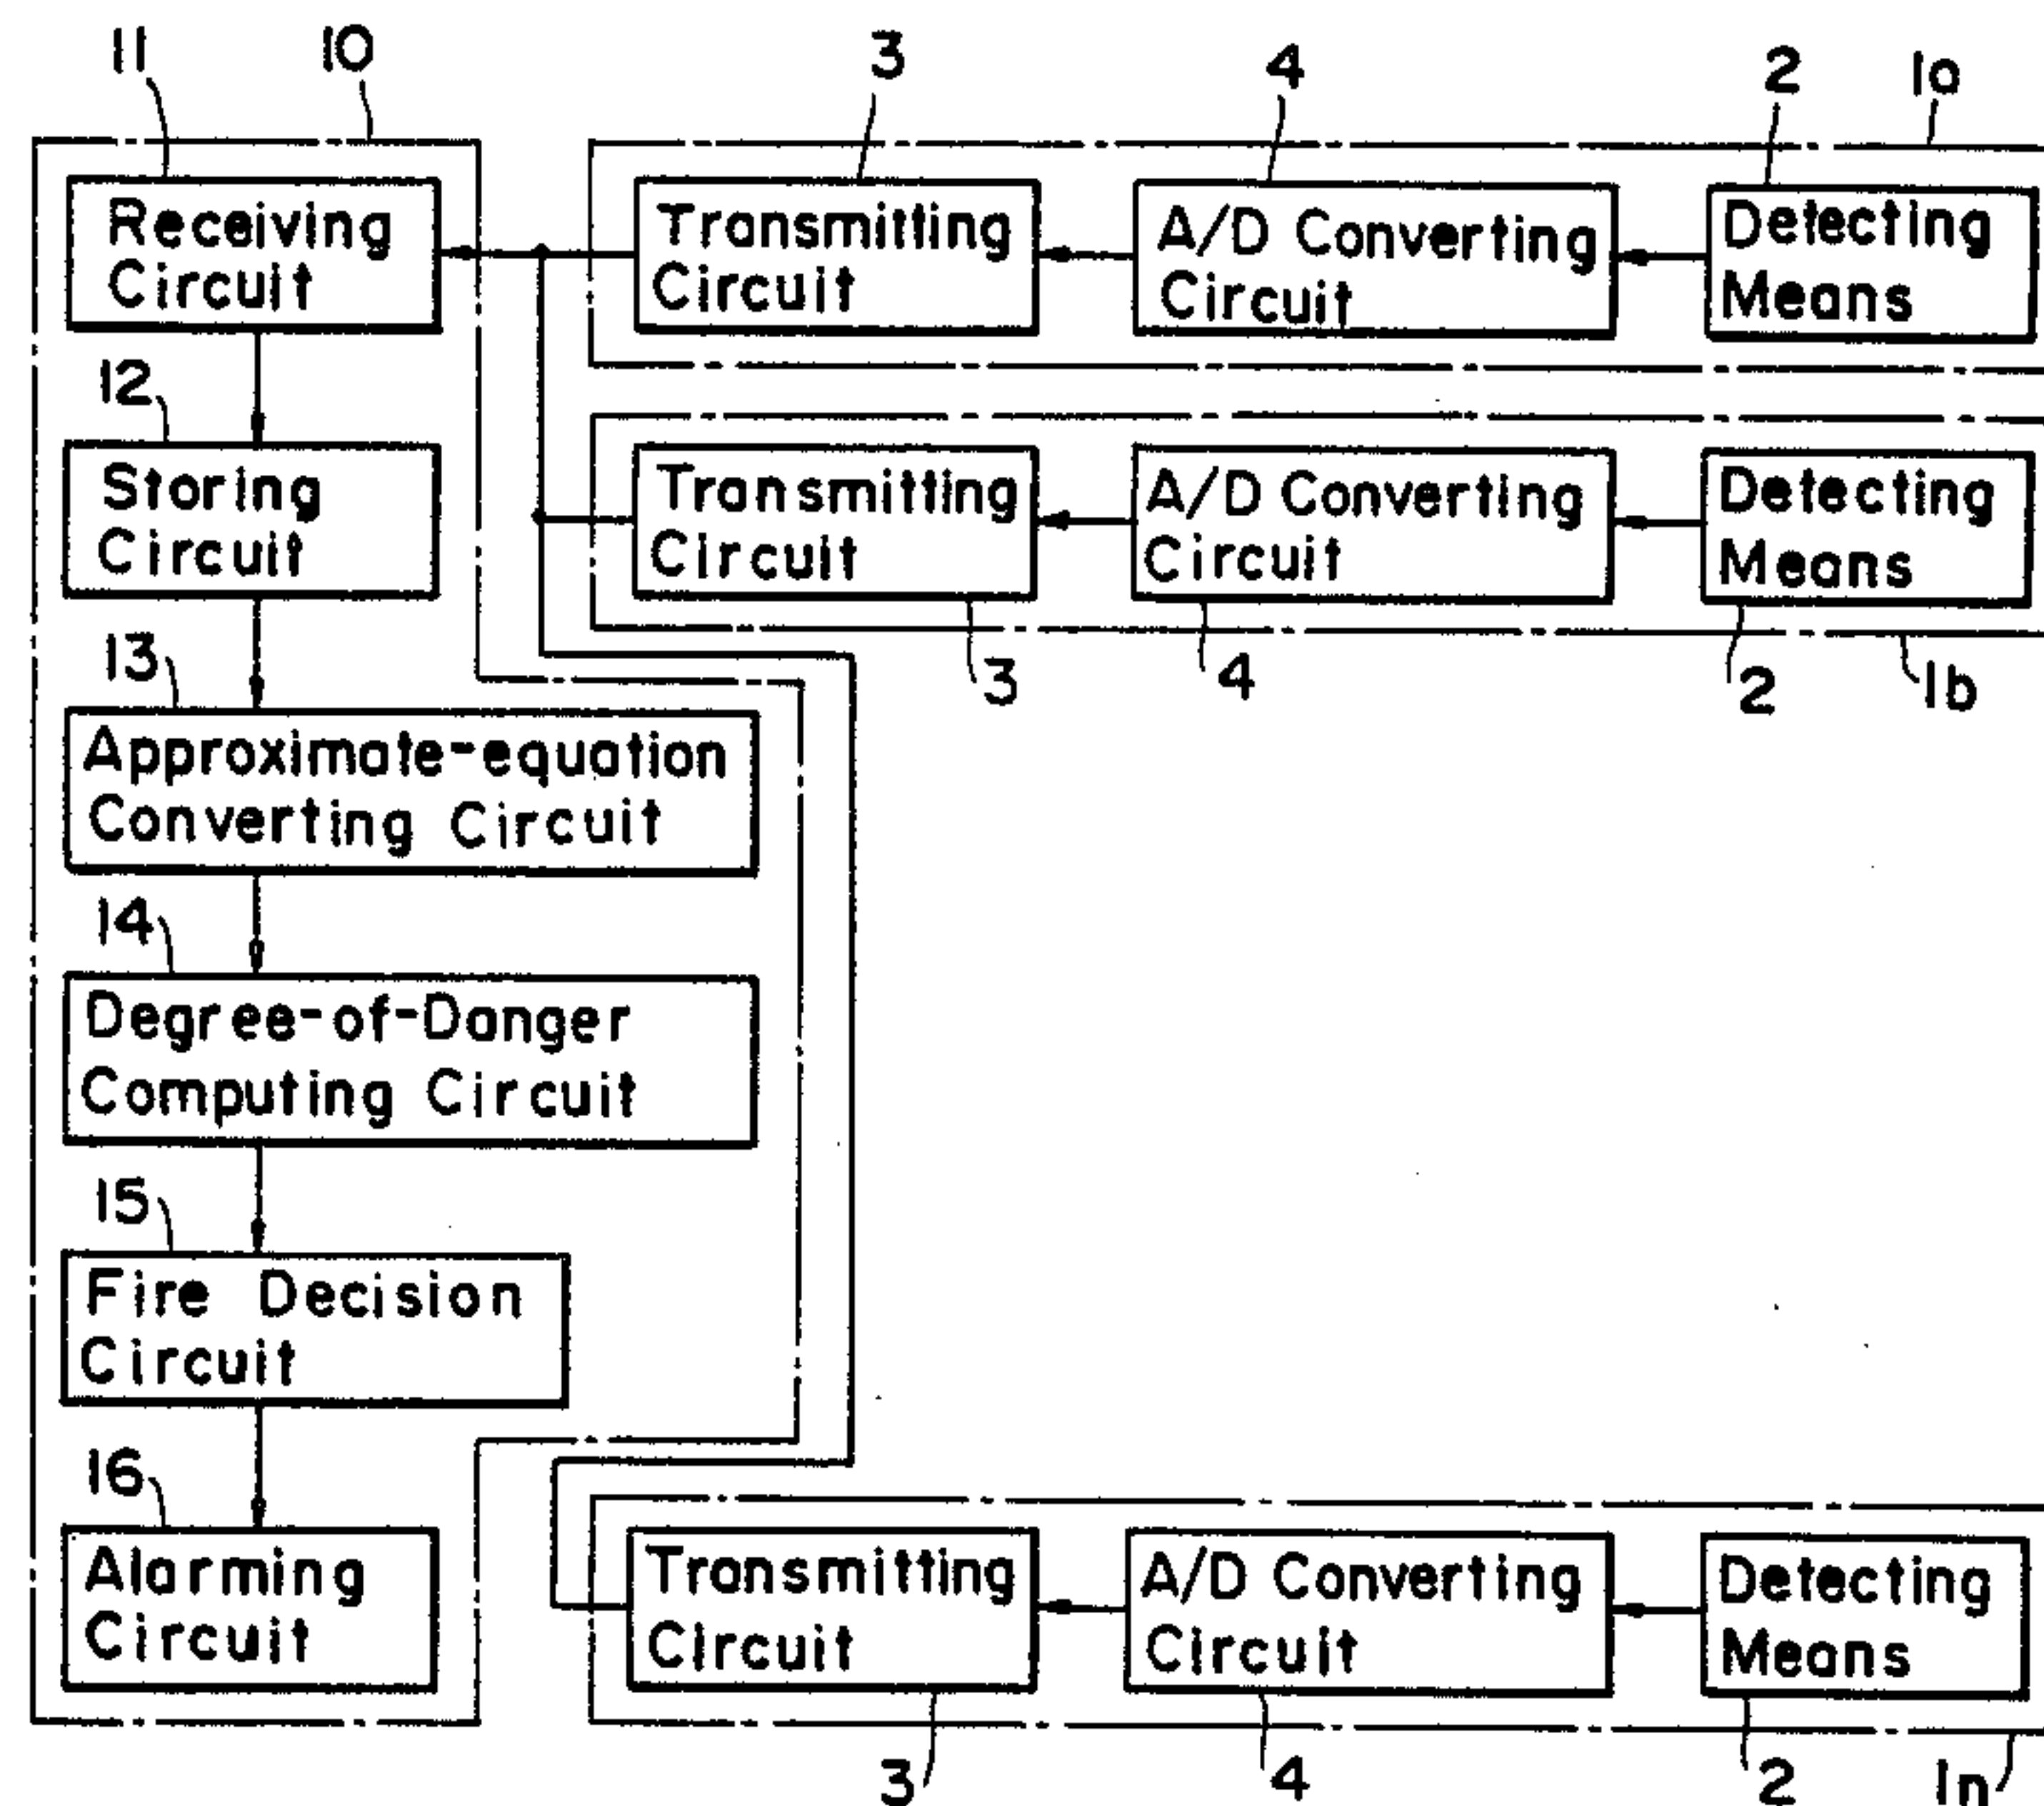 11
10
3
4
2
1a
Receiving
Circuit
Transmitting
Circuit
A/D Converting
Circuit
Detecting
Means
12
Storing
Circuit
Transmitting
Circuit
A/D Converting
Circuit
Detecting
Means
3
4
2
1b
13
Approximate-equation
Converting Circuit
14
Degree-of-Danger
Computing Circuit
15
Fire Decision
Circuit
16
Alarming
Circuit
Transmitting
Circuit
A/D Converting
Circuit
Detecting
Means
3
4
2
1n